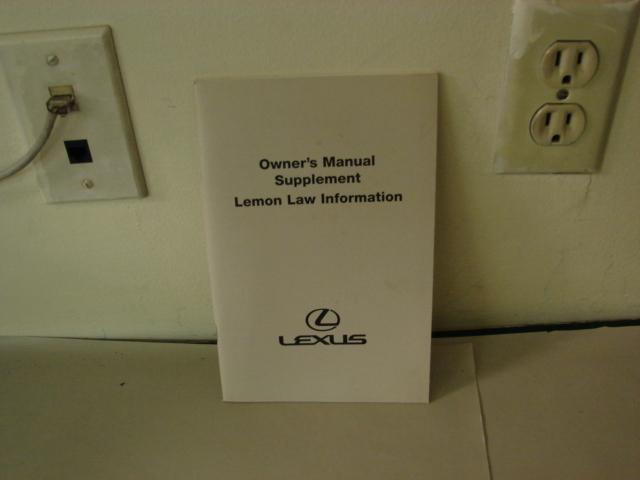 Owner's Manual
Supplement
Lemon Law Information
LEXUS